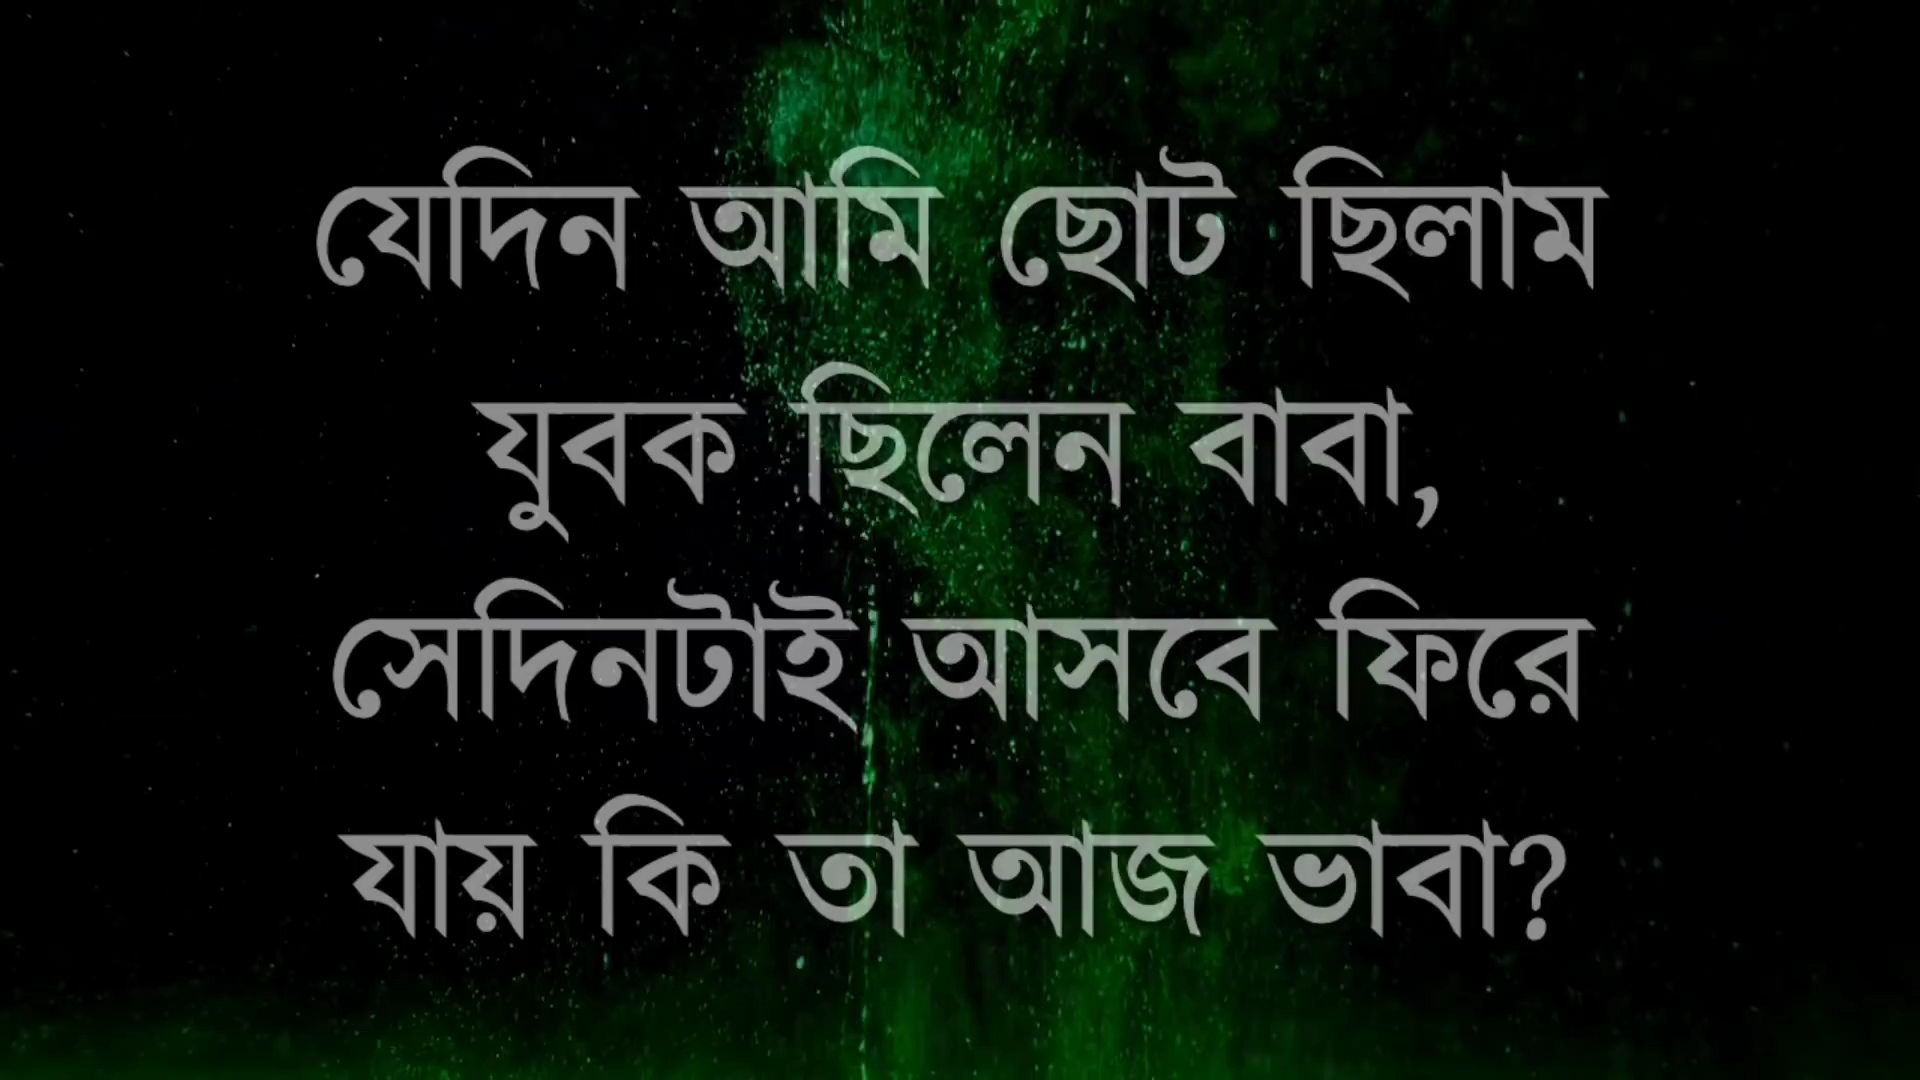 যেদিন আমি ছোট ছিলাম
যুবক ছিলেন বাবা,
সেদিনটাই আসবে ফিরে
যায় কি তা আজ ভাবা?